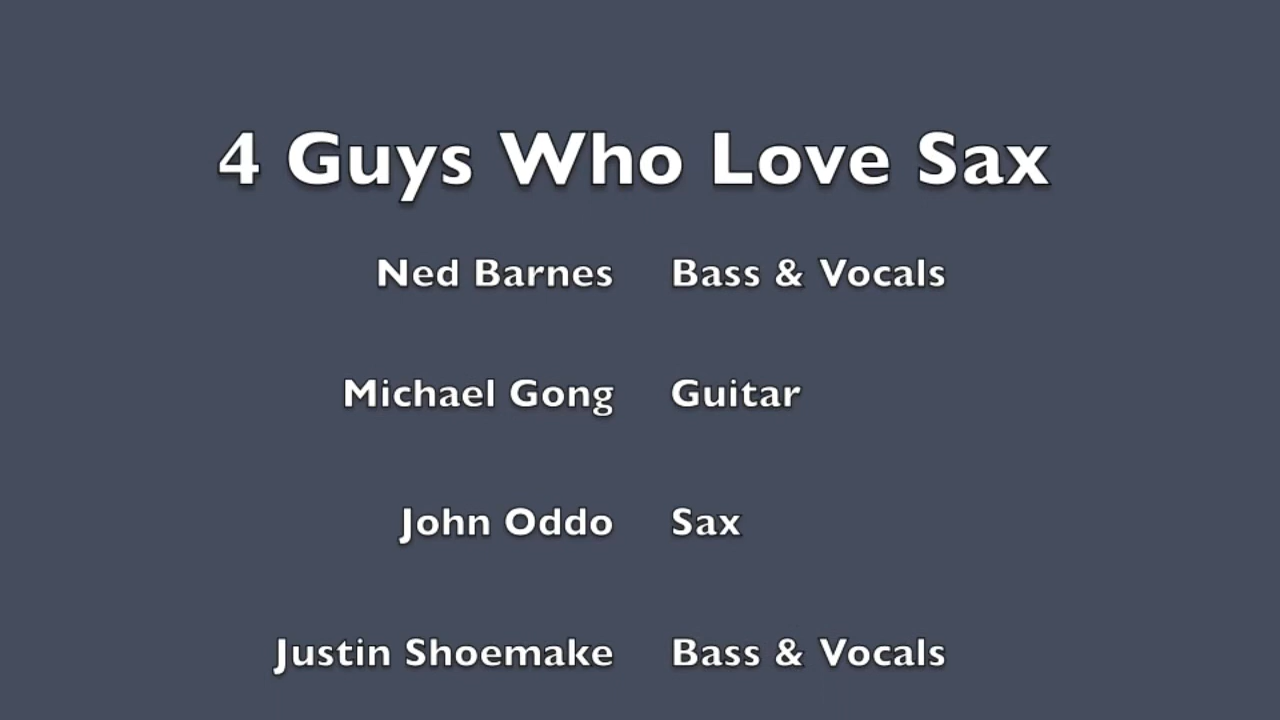 4 Guys Who Love Sax
Ned Barnes Bass & Vocals
Michael Gong Guitar
John Oddo Sax
Justin Shoemake Bass & Vocals